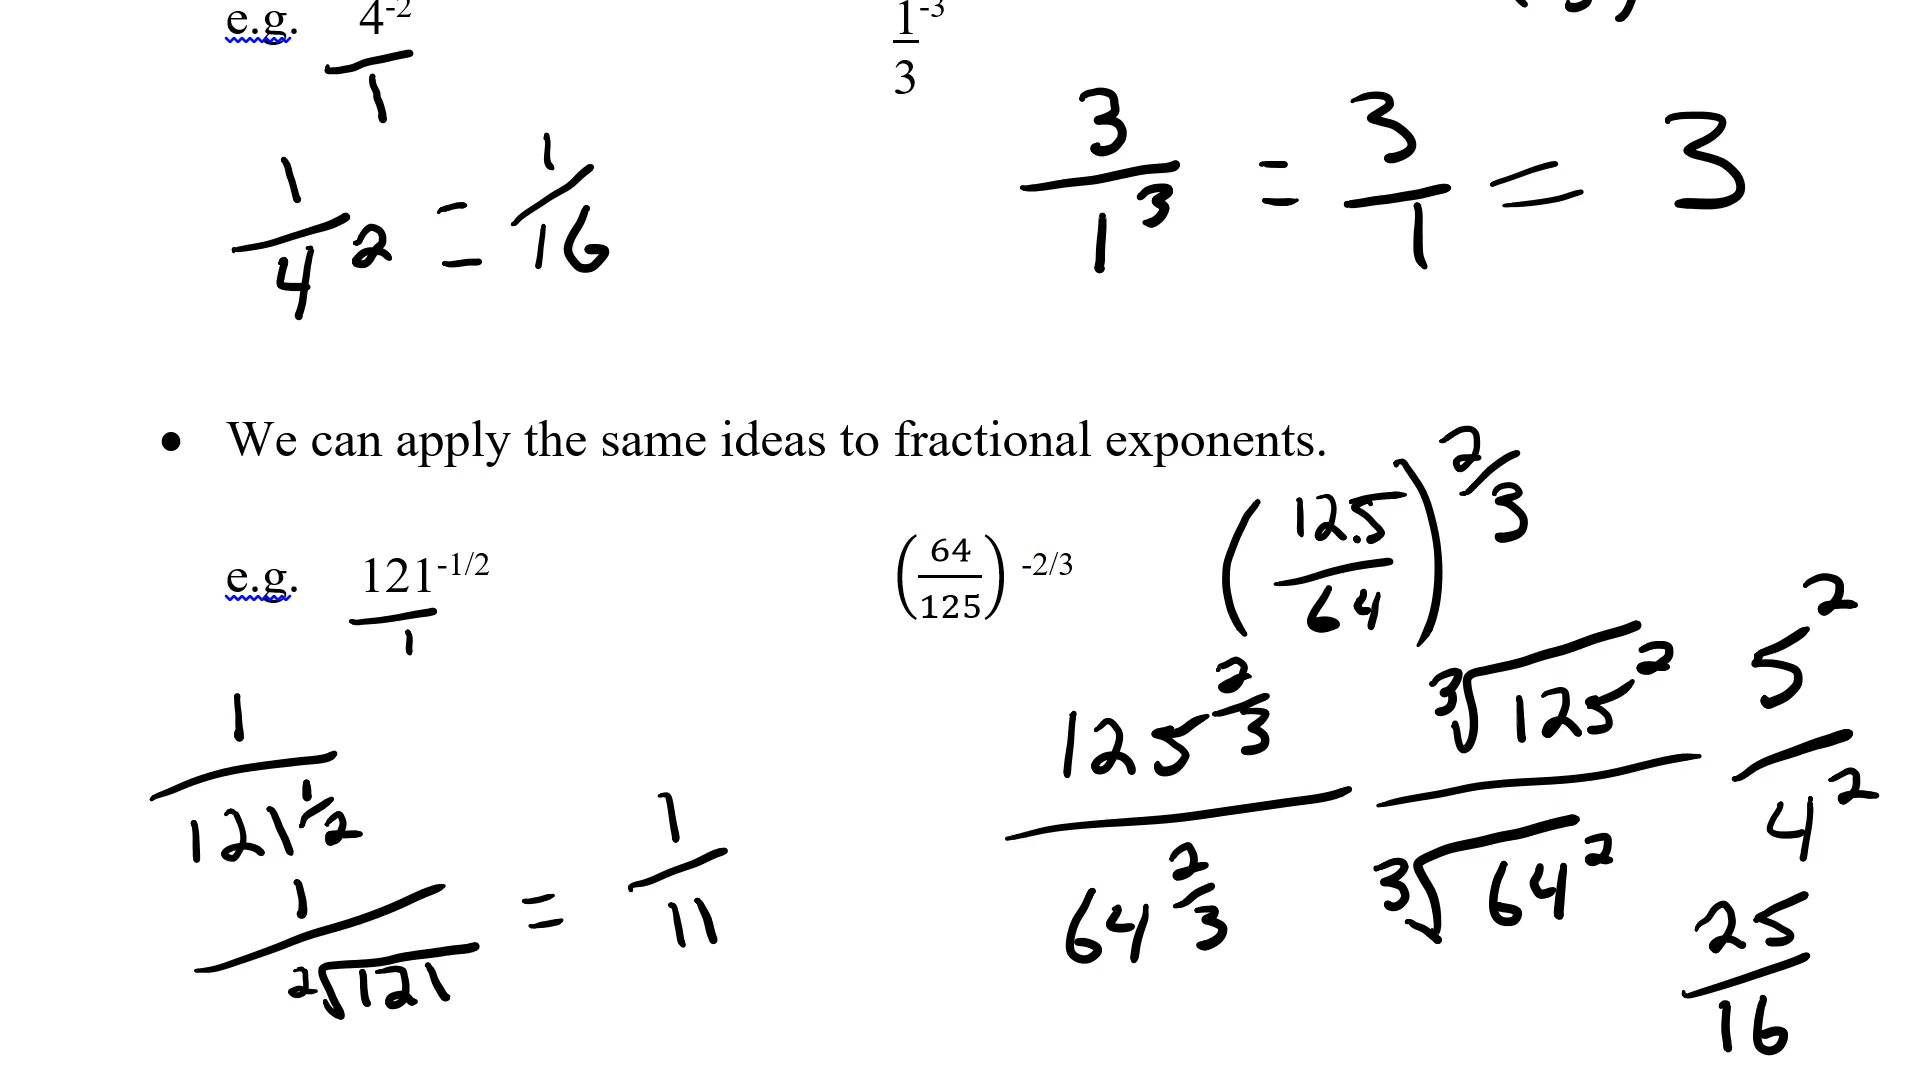 e.g. 4^-2 / 1
1 / 4^2 = 1/16
1^-3 / 3
3 / 1^3 = 3/1 = 3
• We can apply the same ideas to fractional exponents.
e.g. 121^-1/2 / 1
1 / 121^1/2
1 / ²√121 = 1/11
(64/125)^-2/3
(125/64)^2/3
125^2/3 / 64^2/3
³√125^2 / ³√64^2
5^2 / 4^2
25/16